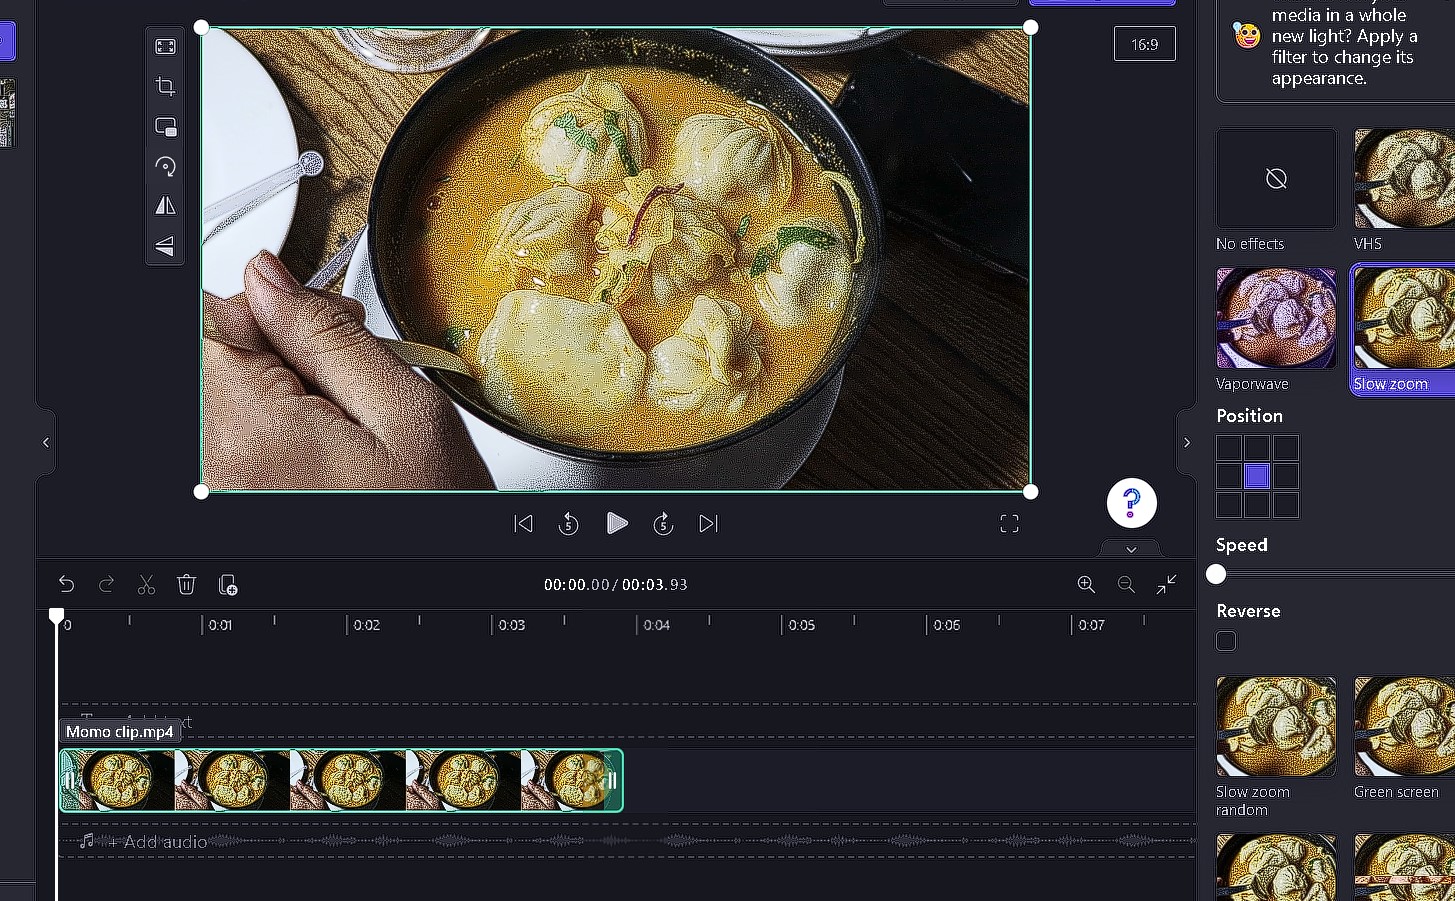 16:9
media in a whole
new light? Apply a
filter to change its
appearance.
No effects
VHS
Vaporwave
Slow zoom
Position
Speed
Reverse
Slow zoom
random
Green screen
5
5
?
00:00.00 / 00:03.93
0
0:01
0:02
0:03
0:04
0:05
0:06
0:07
Momo clip.mp4
+ Add audio